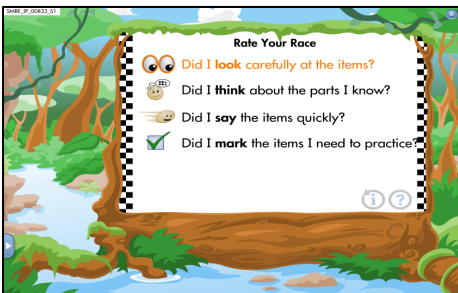 SMRE_IP_00633_S1
Rate Your Race
Did I look carefully at the items?
Did I think about the parts I know?
Did I say the items quickly?
Did I mark the items I need to practice?